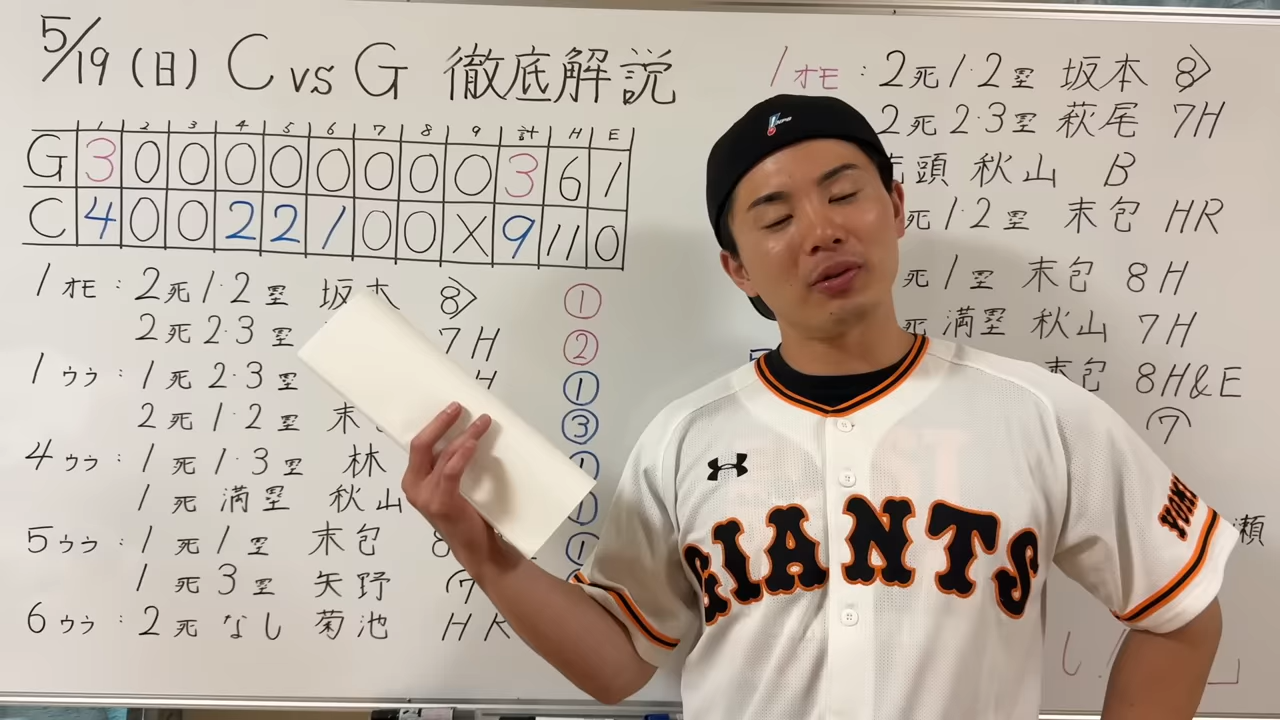 5/19(日) C vs G 徹底解説
1 2 3 4 5 6 7 8 9 計 H E
G 3 0 0 0 0 0 0 0 0 3 6 1
C 4 0 0 2 2 1 0 0 X 9 11 0
1オモ:2死1·2塁 坂本 8> ①
2死2·3塁 7H ②
1ウラ:1死2·3塁 H ①
2死1·2塁 末 ③
4ウラ:1死1·3塁 林
1死満塁 秋山
5ウラ:1死1塁 末包 8 ①
1死3塁 矢野
6ウラ:2死なし 菊池 HR
1オモ:2死1·2塁 坂本 8>
2死2·3塁 萩尾 7H
先頭 秋山 B
死1·2塁 末包 HR
死1塁 末包 8H
死満塁 秋山 7H
末包 8H&E
⑦
瀬
GIANTS